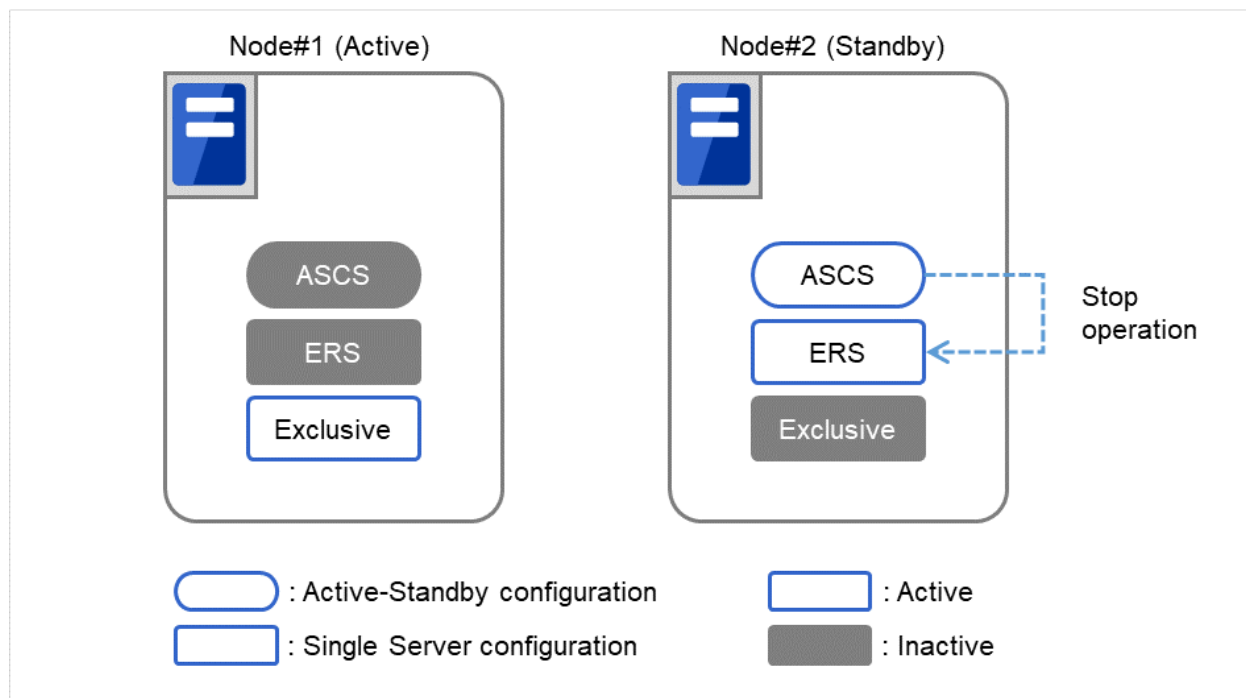 Node#1 (Active)
Node#2 (Standby)
ASCS
ERS
Exclusive
ASCS
ERS
Exclusive
Stop
operation
: Active-Standby configuration
: Single Server configuration
: Active
: Inactive